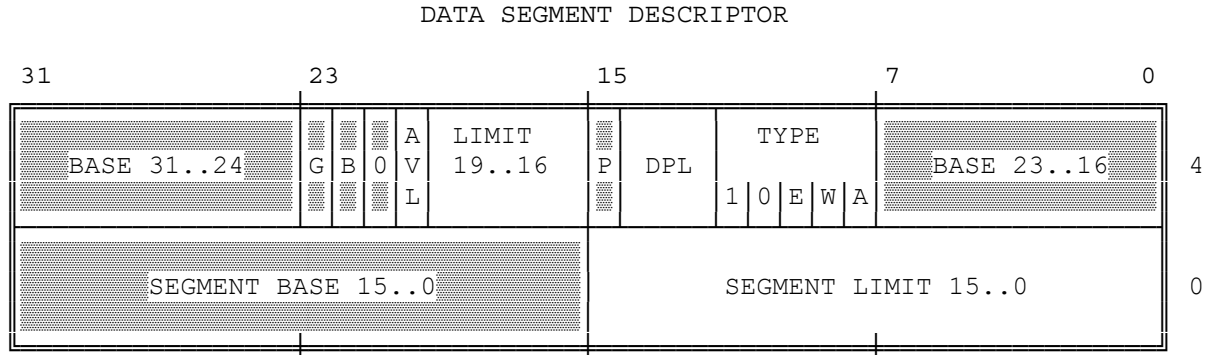 DATA SEGMENT DESCRIPTOR
31 23 15 7 0
A LIMIT TYPE
BASE 31..24 G B 0 V 19..16 P DPL BASE 23..16 4
L 1 0 E W A
SEGMENT BASE 15..0 SEGMENT LIMIT 15..0 0